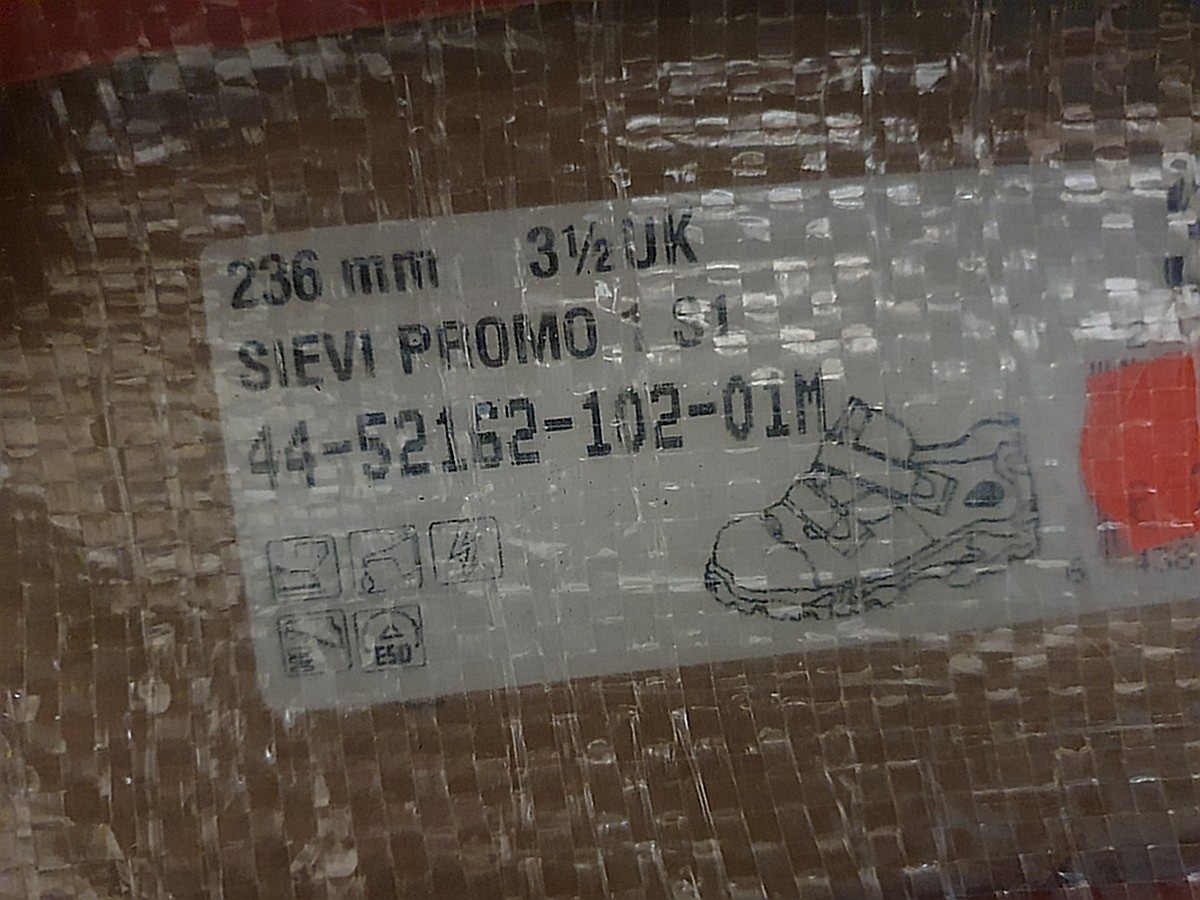 236 mm 3½ UK
SIEVI PROMO 1 S1
44-52162-102-01M
ESD